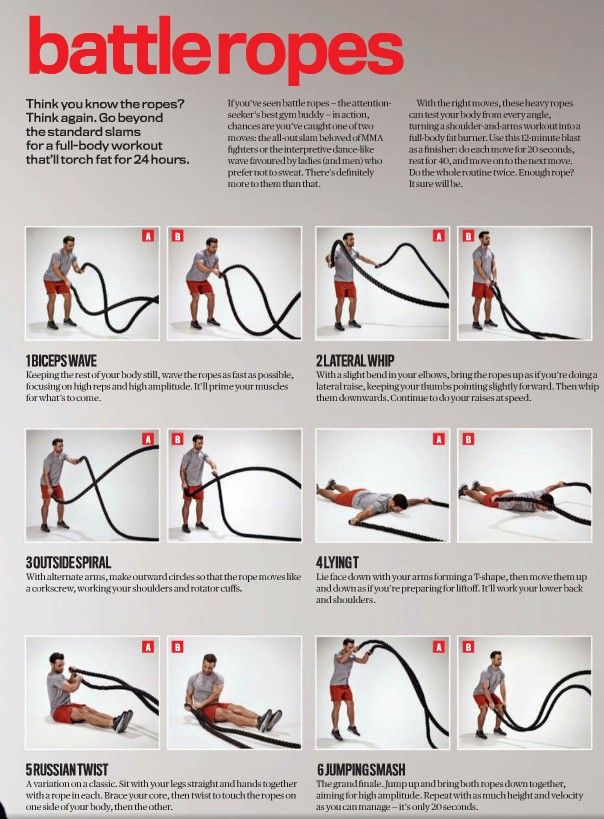 battle ropes
Think you know the ropes?
Think again. Go beyond
the standard slams
for a full-body workout
that'll torch fat for 24 hours.
If you've seen battle ropes – the attention-
seeker's best gym buddy – in action,
chances are you've caught one of two
moves: the all-out slam beloved of MMA
fighters or the interpretive dance-like
wave favoured by ladies (and men) who
prefer not to sweat. There's definitely
more to them than that.
With the right moves, these heavy ropes
can test your body from every angle,
turning a shoulder-and-arms workout into a
full-body fat burner. Use this 12-minute blast
as a finisher: do each move for 20 seconds,
rest for 40, and move on to the next move.
Do the whole routine twice. Enough rope?
It sure will be.
A
B
1 BICEPS WAVE
Keeping the rest of your body still, wave the ropes as fast as possible,
focusing on high reps and high amplitude. It'll prime your muscles
for what's to come.
A
B
2 LATERAL WHIP
With a slight bend in your elbows, bring the ropes up as if you're doing a
lateral raise, keeping your thumbs pointing slightly forward. Then whip
them downwards. Continue to do your raises at speed.
A
B
3 OUTSIDE SPIRAL
With alternate arms, make outward circles so that the rope moves like
a corkscrew, working your shoulders and rotator cuffs.
A
B
4 LYING T
Lie face down with your arms forming a T-shape, then move them up
and down as if you're preparing for liftoff. It'll work your lower back
and shoulders.
A
B
5 RUSSIAN TWIST
A variation on a classic. Sit with your legs straight and hands together
with a rope in each. Brace your core, then twist to touch the ropes on
one side of your body, then the other.
A
B
6 JUMPING SMASH
The grand finale. Jump up and bring both ropes down together,
aiming for high amplitude. Repeat with as much height and velocity
as you can manage – it's only 20 seconds.